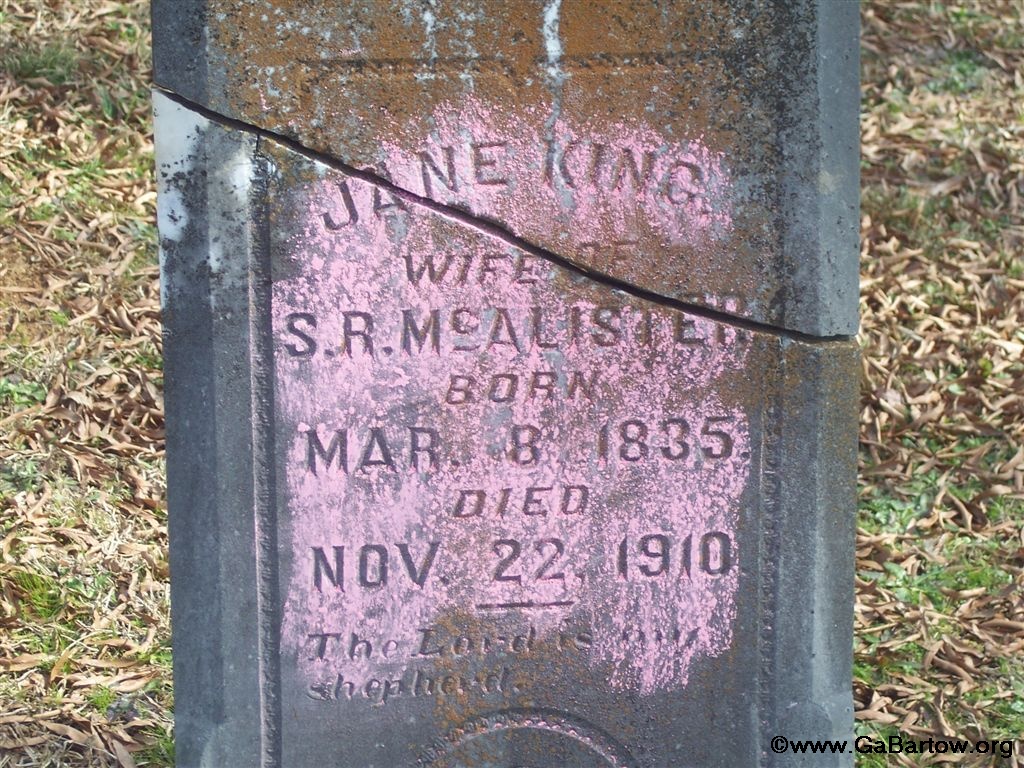 JANE KING.
WIFE OF
S.R. McALISTER.
BORN
MAR. 8, 1835.
DIED
NOV. 22, 1910.
The Lord is my
shepherd.
©www.GaBartow.org